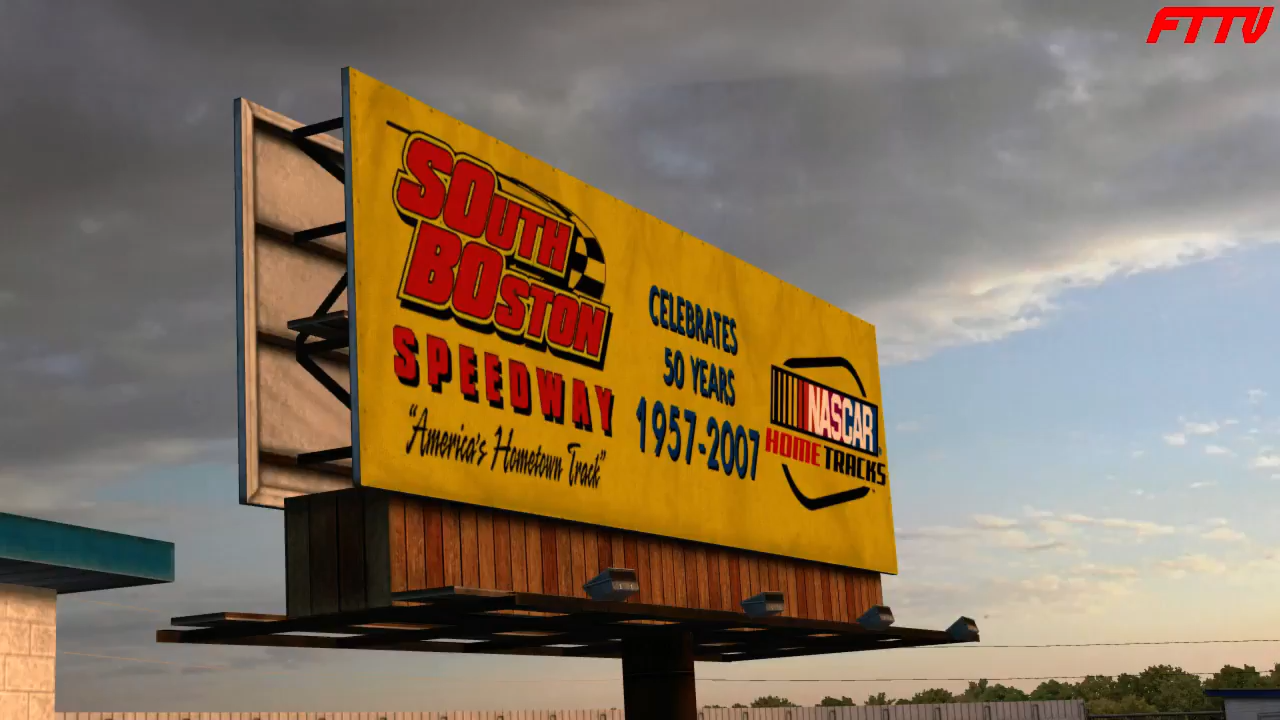 FTTV
SOUTH
BOSTON
SPEEDWAY
"America's Hometown Track"
CELEBRATES
50 YEARS
1957-2007
NASCAR
HOME TRACKS